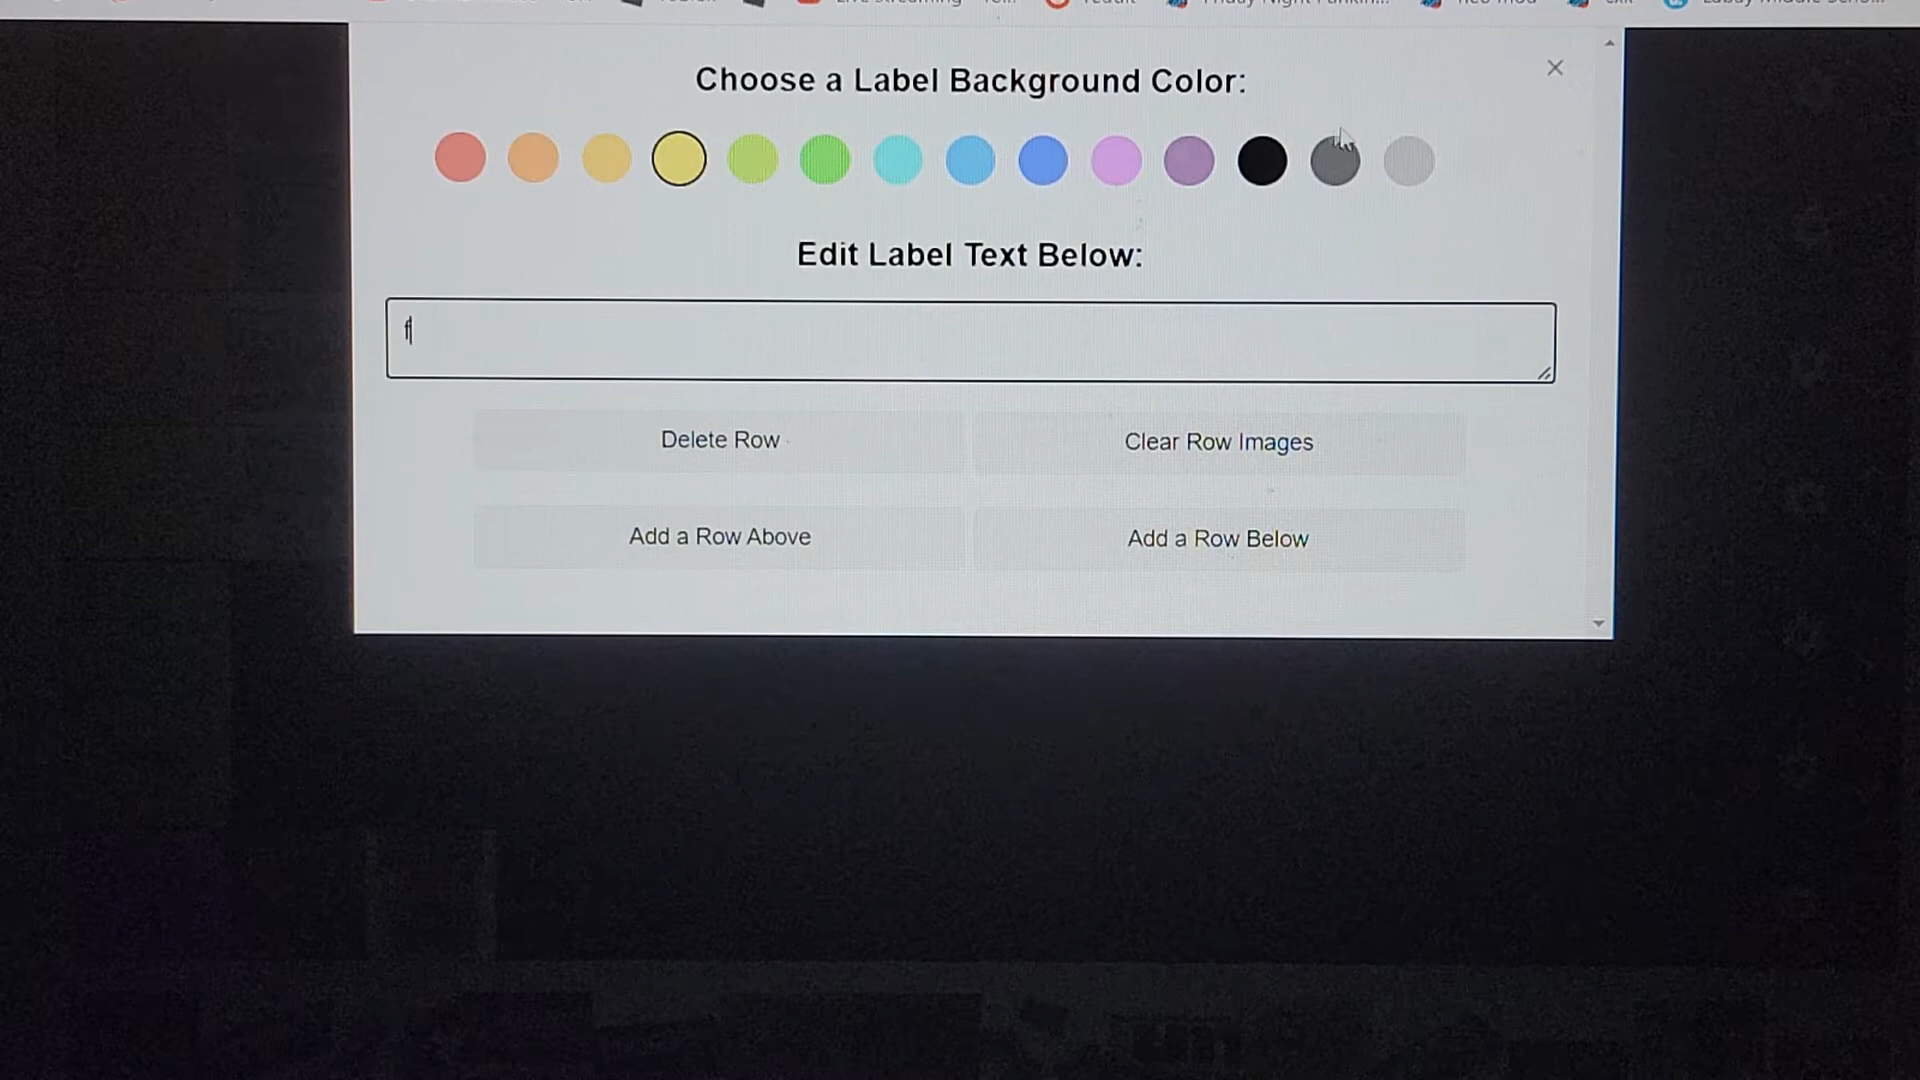 Choose a Label Background Color:
Edit Label Text Below:
f
Delete Row
Clear Row Images
Add a Row Above
Add a Row Below